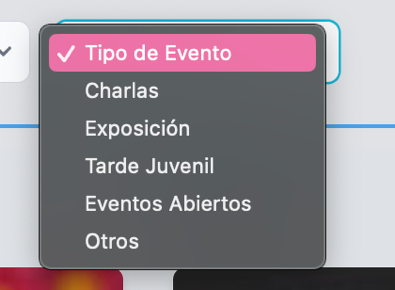 ✓ Tipo de Evento
Charlas
Exposición
Tarde Juvenil
Eventos Abiertos
Otros